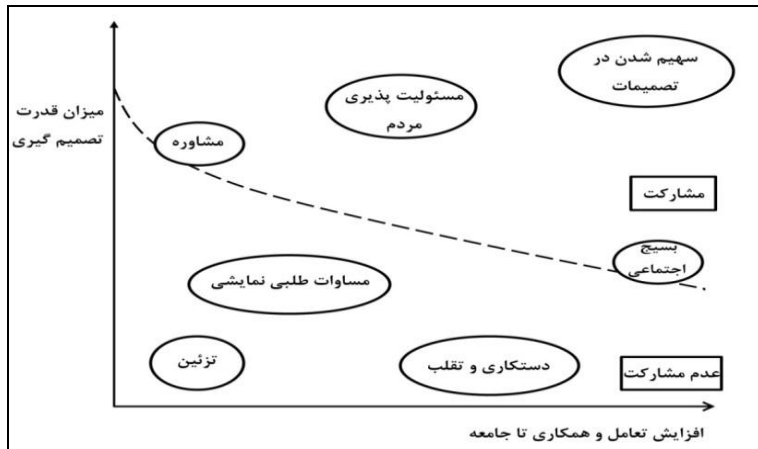 سهیم شدن در
تصمیمات
مسئولیت پذیری
مردم
میزان قدرت
تصمیم گیری
مشاوره
مشارکت
بسیج
اجتماعی
مساوات طلبی نمایشی
تزئین
دستکاری و تقلب
عدم مشارکت
افزایش تعامل و همکاری تا جامعه